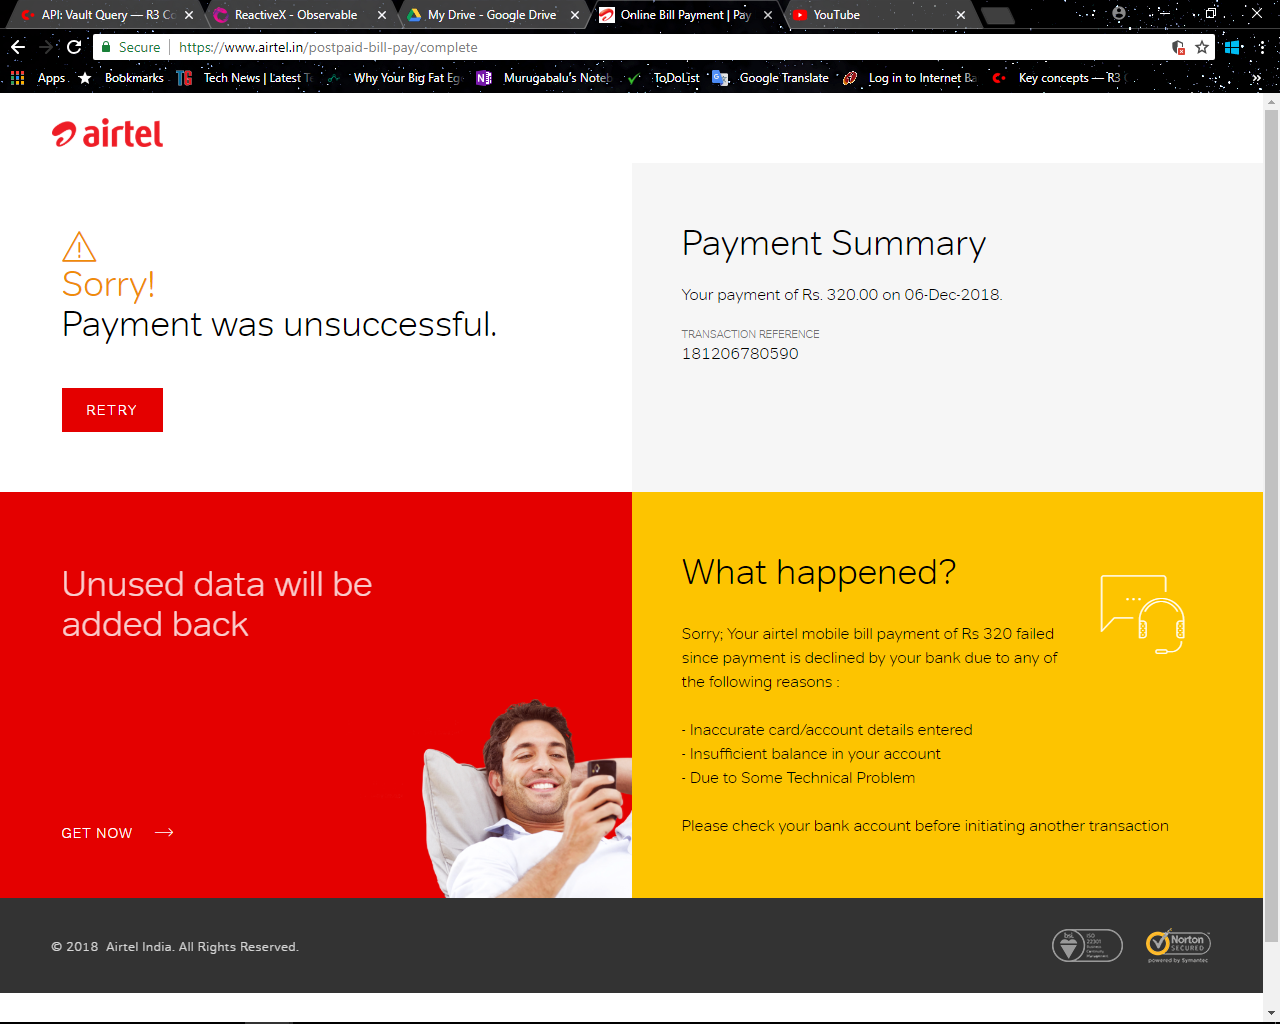 API: Vault Query — R3 Co
ReactiveX - Observable
My Drive - Google Drive
Online Bill Payment | Pay
YouTube
Secure
https://www.airtel.in/postpaid-bill-pay/complete
Apps
Bookmarks
TG
Tech News | Latest T
Why Your Big Fat Eg
Murugabalu's Noteb
ToDoList
Google Translate
Log in to Internet Ba
Key concepts — R3
airtel
Sorry!
Payment was unsuccessful.
RETRY
Payment Summary
Your payment of Rs. 320.00 on 06-Dec-2018.
TRANSACTION REFERENCE
181206780590
Unused data will be
added back
GET NOW
What happened?
Sorry; Your airtel mobile bill payment of Rs 320 failed
since payment is declined by your bank due to any of
the following reasons :
- Inaccurate card/account details entered
- Insufficient balance in your account
- Due to Some Technical Problem
Please check your bank account before initiating another transaction
© 2018 Airtel India. All Rights Reserved.
bsi.
ISO
22301
Business
Continuity
Management
Norton
SECURED
powered by Symantec